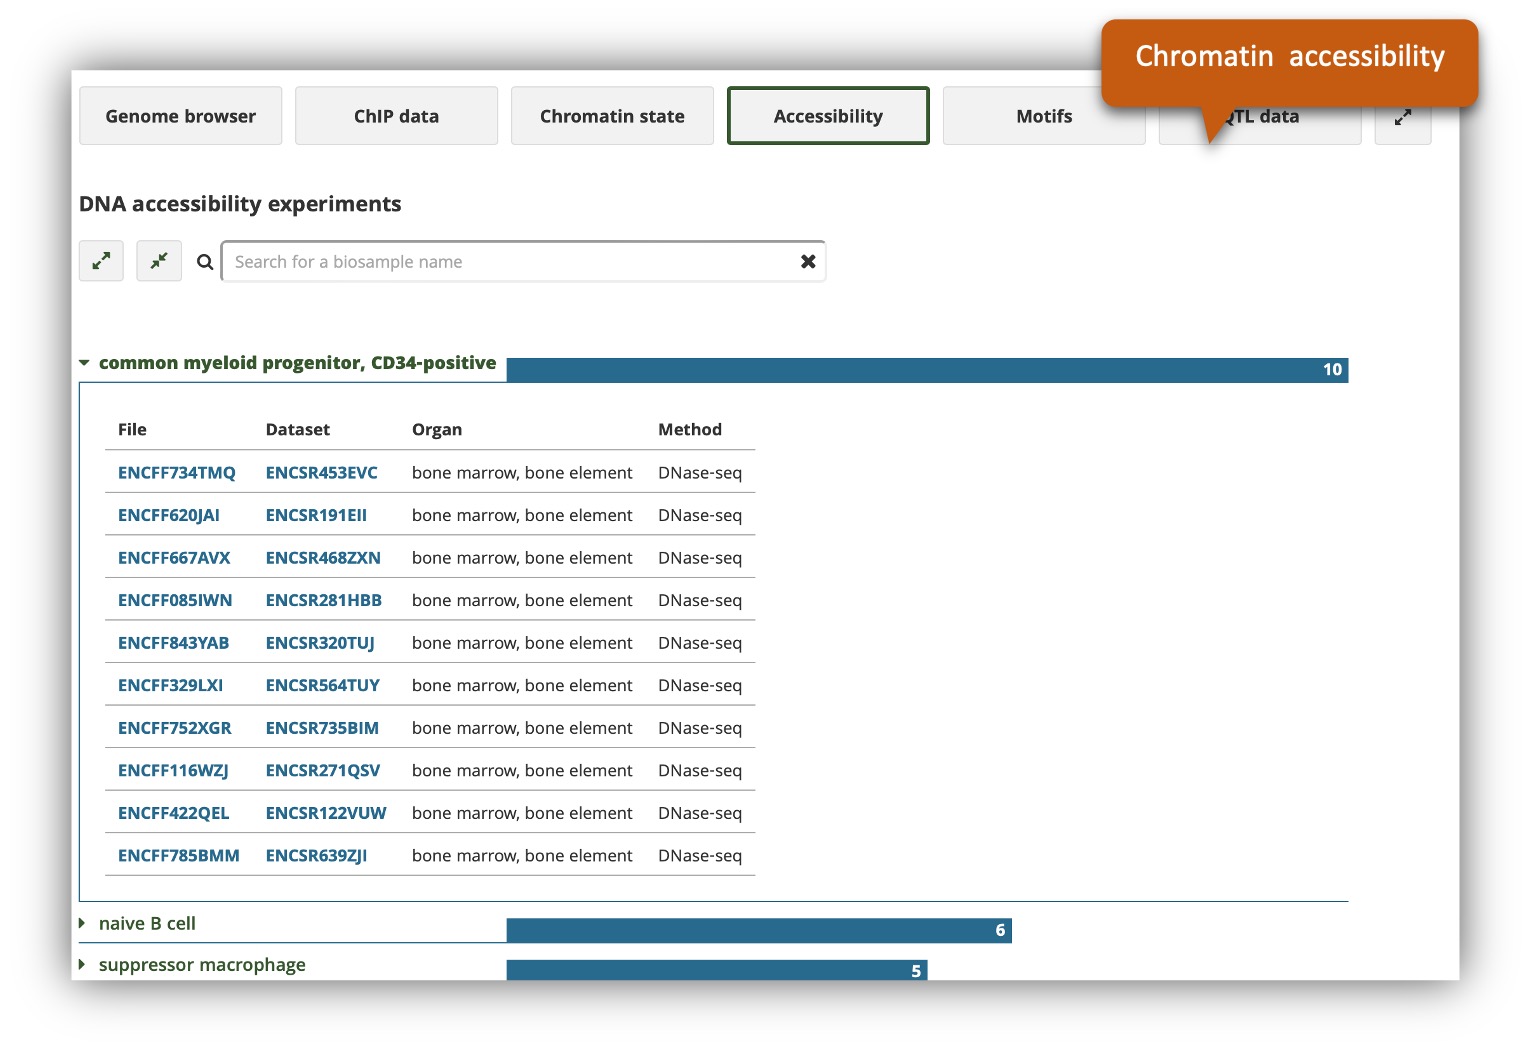 Chromatin accessibility
Genome browser ChIP data Chromatin state Accessibility Motifs QTL data
DNA accessibility experiments
Search for a biosample name
common myeloid progenitor, CD34-positive 10
File Dataset Organ Method
ENCFF734TMQ ENCSR453EVC bone marrow, bone element DNase-seq
ENCFF620JAI ENCSR191EII bone marrow, bone element DNase-seq
ENCFF667AVX ENCSR468ZXN bone marrow, bone element DNase-seq
ENCFF085IWN ENCSR281HBB bone marrow, bone element DNase-seq
ENCFF843YAB ENCSR320TUJ bone marrow, bone element DNase-seq
ENCFF329LXI ENCSR564TUY bone marrow, bone element DNase-seq
ENCFF752XGR ENCSR735BIM bone marrow, bone element DNase-seq
ENCFF116WZJ ENCSR271QSV bone marrow, bone element DNase-seq
ENCFF422QEL ENCSR122VUW bone marrow, bone element DNase-seq
ENCFF785BMM ENCSR639ZJI bone marrow, bone element DNase-seq
naive B cell 6
suppressor macrophage 5